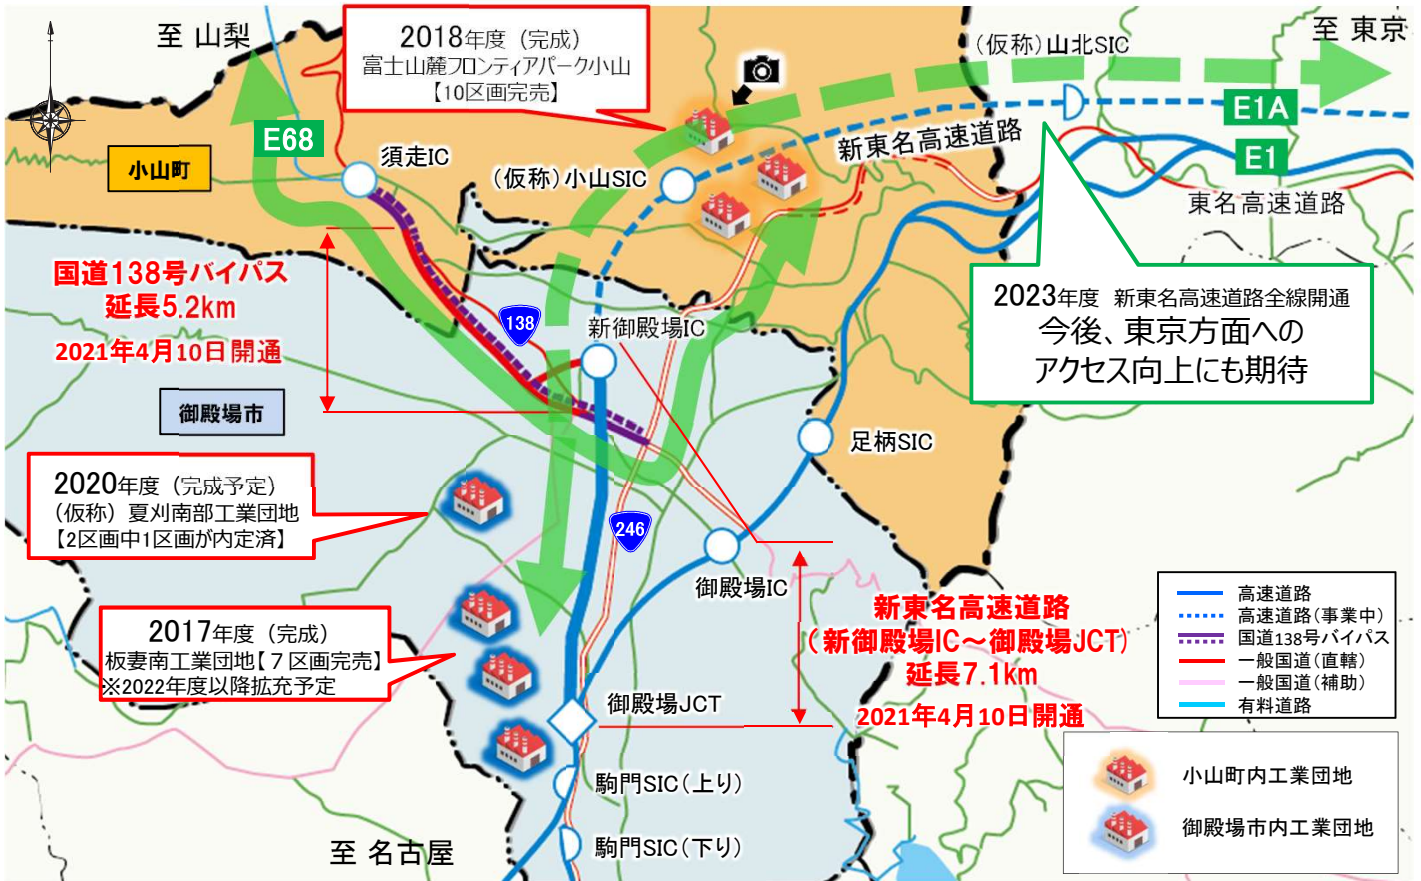 至 山梨
2018年度（完成）
富士山麓フロンティアパーク小山
【10区画完売】
（仮称）山北SIC
至 東京
E1A
E68
須走IC
小山町
（仮称）小山SIC
新東名高速道路
E1
東名高速道路
国道138号バイパス
延長5.2km
2021年4月10日開通
138
新御殿場IC
2023年度 新東名高速道路全線開通
今後、東京方面への
アクセス向上にも期待
御殿場市
足柄SIC
2020年度（完成予定）
（仮称）夏刈南部工業団地
【2区画中1区画が内定済】
246
御殿場IC
新東名高速道路
（新御殿場IC～御殿場JCT）
延長7.1km
2021年4月10日開通
2017年度（完成）
板妻南工業団地【７区画完売】
※2022年度以降拡充予定
御殿場JCT
駒門SIC（上り）
駒門SIC（下り）
至 名古屋
高速道路
高速道路（事業中）
国道138号バイパス
一般国道（直轄）
一般国道（補助）
有料道路
小山町内工業団地
御殿場市内工業団地